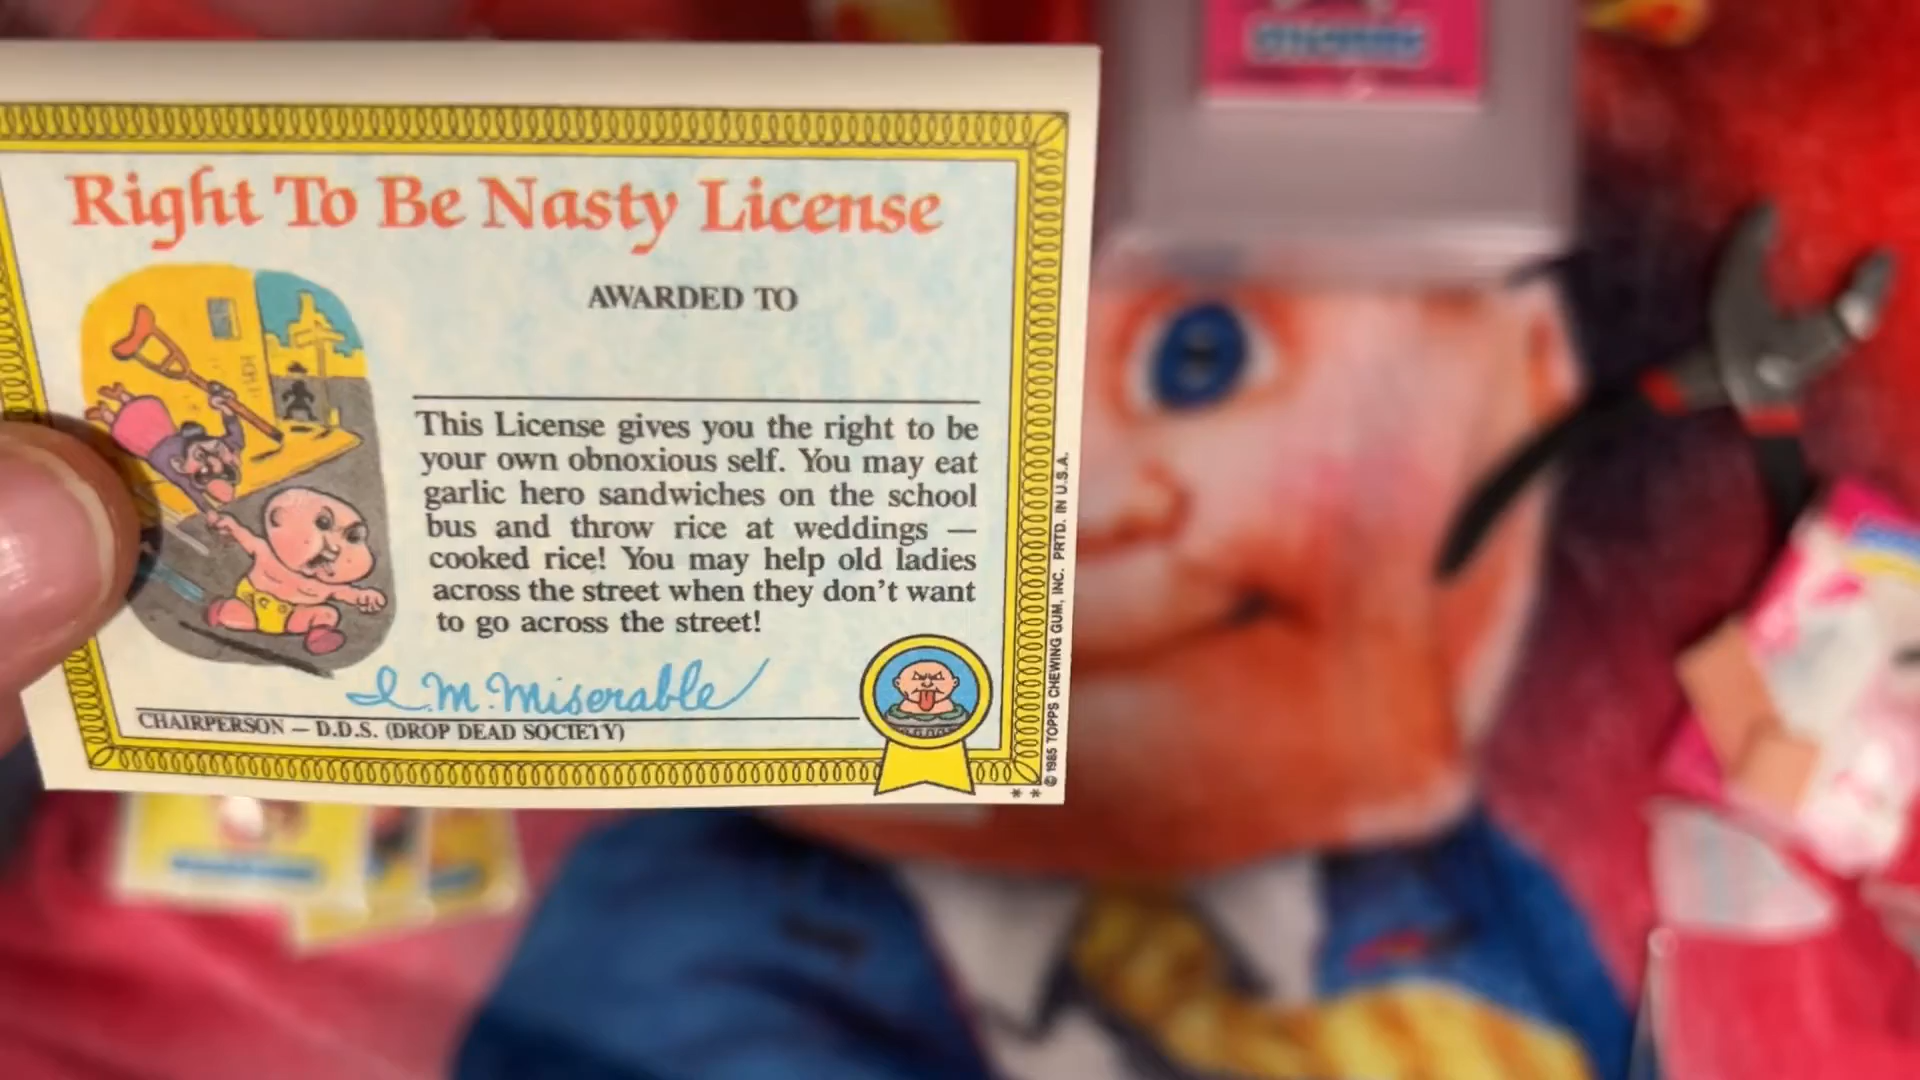 Right To Be Nasty License
AWARDED TO
This License gives you the right to be
your own obnoxious self. You may eat
garlic hero sandwiches on the school
bus and throw rice at weddings —
cooked rice! You may help old ladies
across the street when they don't want
to go across the street!
I.M. Miserable
CHAIRPERSON — D.D.S. (DROP DEAD SOCIETY)
© 1985 TOPPS CHEWING GUM, INC. PRTD. IN U.S.A.
**